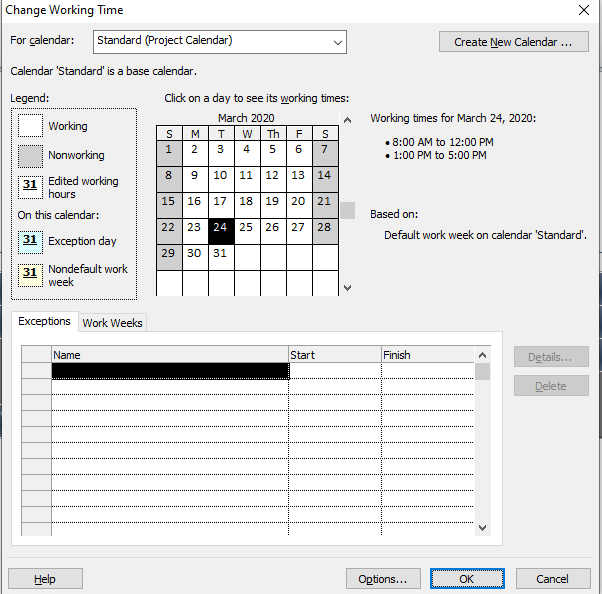 Change Working Time
For calendar: Standard (Project Calendar) Create New Calendar ...
Calendar 'Standard' is a base calendar.
Legend:
Working
Nonworking
31 Edited working
hours
On this calendar:
31 Exception day
31 Nondefault work
week
Click on a day to see its working times:
March 2020
S M T W Th F S
1 2 3 4 5 6 7
8 9 10 11 12 13 14
15 16 17 18 19 20 21
22 23 24 25 26 27 28
29 30 31
Working times for March 24, 2020:
• 8:00 AM to 12:00 PM
• 1:00 PM to 5:00 PM
Based on:
Default work week on calendar 'Standard'.
Exceptions Work Weeks
Name Start Finish
Details...
Delete
Help Options... OK Cancel